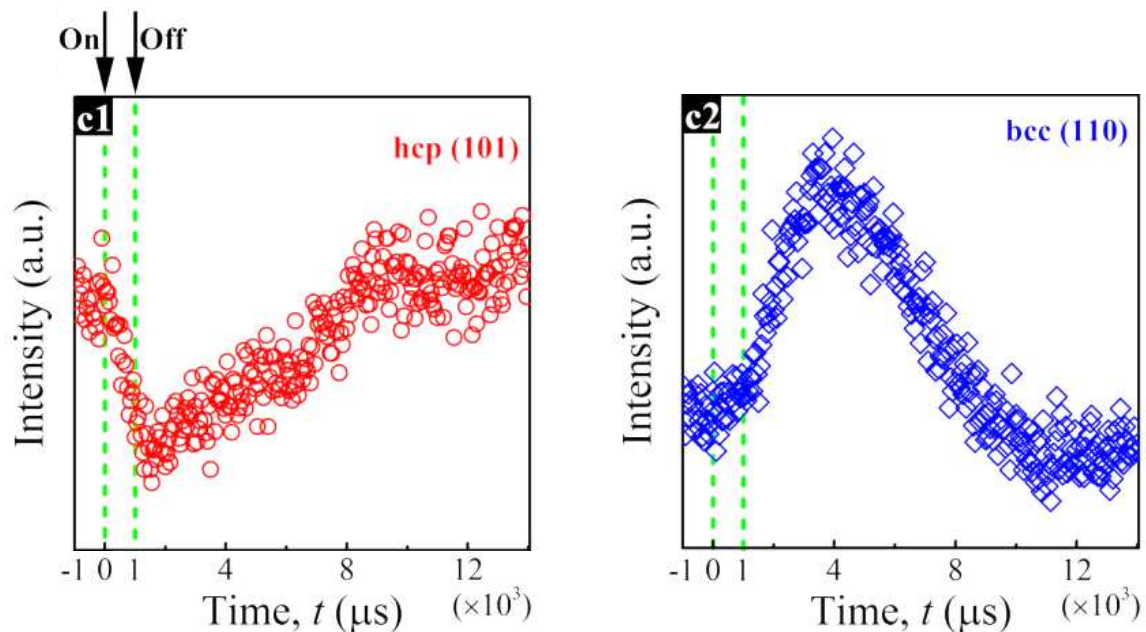 On Off
c1
hcp (101)
Intensity (a.u.)
-1 0 1 4 8 12
Time, t (μs) (×10³)
c2
bcc (110)
Intensity (a.u.)
-1 0 1 4 8 12
Time, t (μs) (×10³)